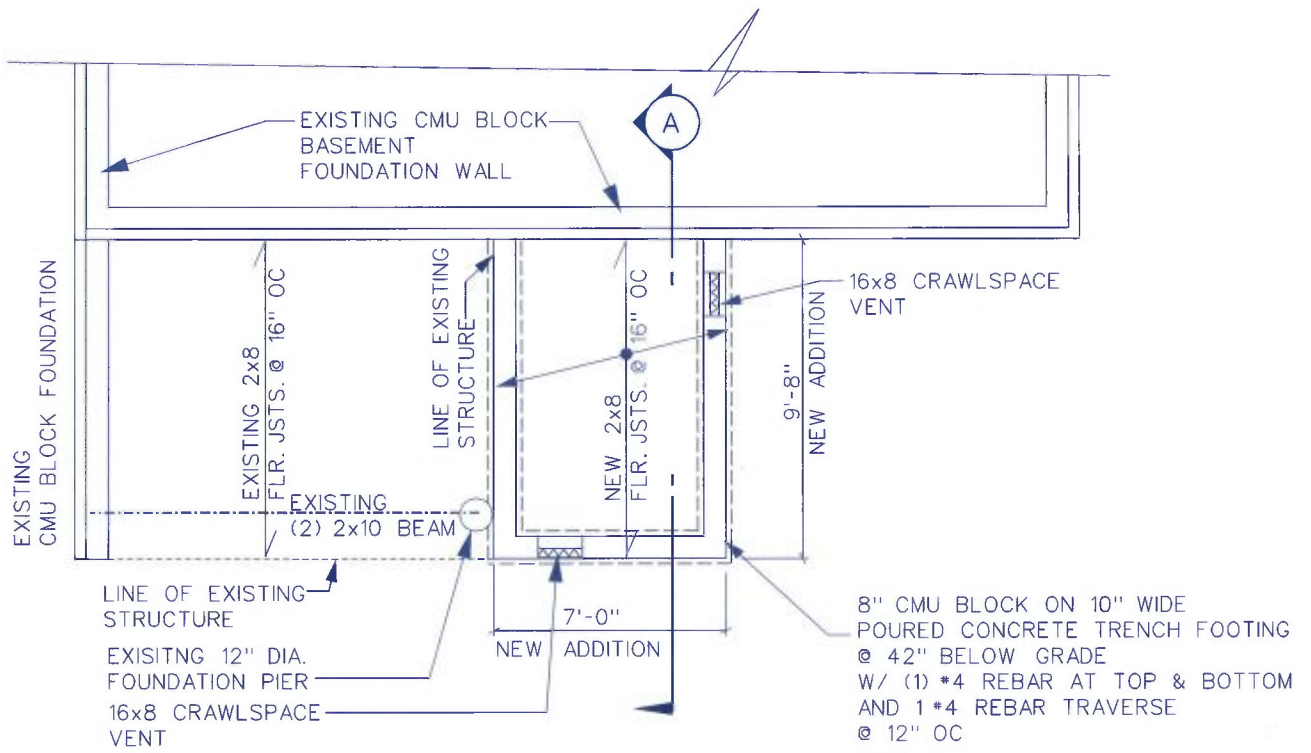 EXISTING CMU BLOCK
BASEMENT
FOUNDATION WALL
A
EXISTING
CMU BLOCK FOUNDATION
EXISTING 2x8
FLR. JSTS. @ 16" OC
LINE OF EXISTING
STRUCTURE
NEW 2x8
FLR. JSTS. @ 16" OC
16x8 CRAWLSPACE
VENT
9'-8"
NEW ADDITION
EXISTING
(2) 2x10 BEAM
LINE OF EXISTING
STRUCTURE
EXISITNG 12" DIA.
FOUNDATION PIER
16x8 CRAWLSPACE
VENT
7'-0"
NEW ADDITION
8" CMU BLOCK ON 10" WIDE
POURED CONCRETE TRENCH FOOTING
@ 42" BELOW GRADE
W/ (1) #4 REBAR AT TOP & BOTTOM
AND 1 #4 REBAR TRAVERSE
@ 12" OC